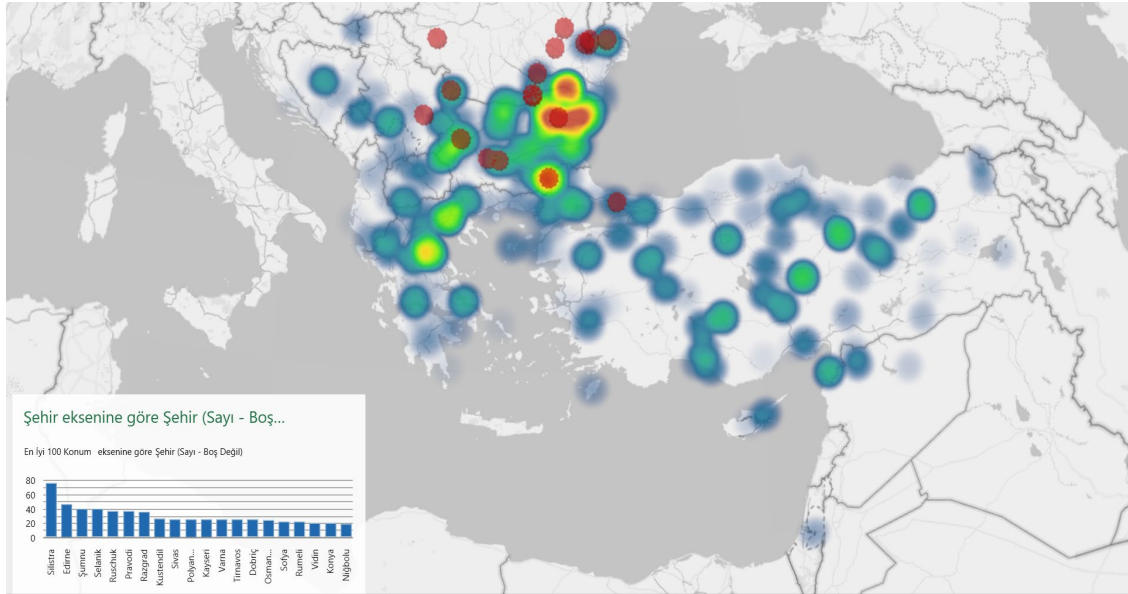 Şehir eksenine göre Şehir (Sayı - Boş...
En İyi 100 Konum eksenine göre Şehir (Sayı - Boş Değil)
80
60
40
20
0
Silistra
Edirne
Şumnu
Selanik
Ruschuk
Pravodi
Razgrad
Kustendil
Sivas
Polyan...
Kayseri
Varna
Tırnavos
Dobriç
Osman...
Sofya
Rumeli
Vidin
Konya
Niğbolu